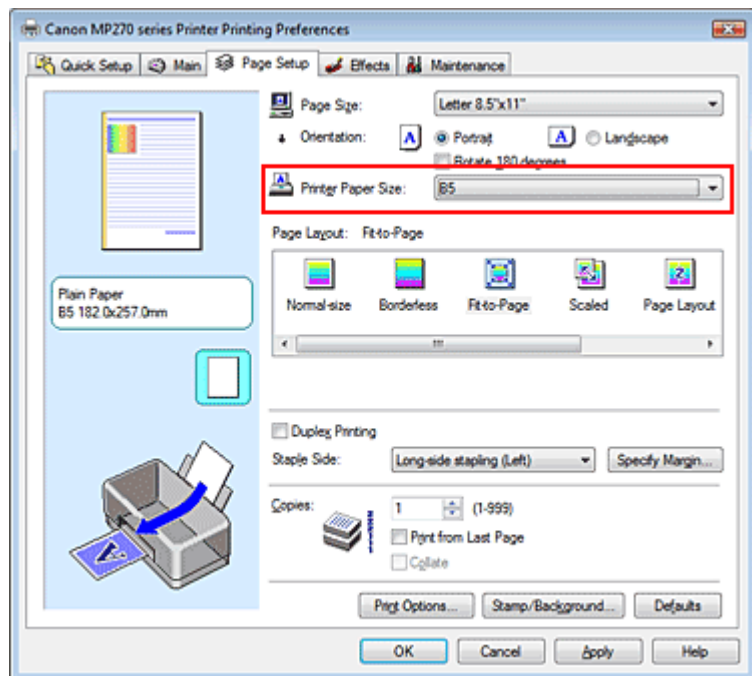 Canon MP270 series Printer Printing Preferences
Quick Setup Main Page Setup Effects Maintenance
Page Size: Letter 8.5"x11"
Orientation: A Portrait A Landscape
Rotate 180 degrees
Printer Paper Size: B5
Page Layout: Fit-to-Page
Normal-size Borderless Fit-to-Page Scaled Page Layout
Plain Paper
B5 182.0x257.0mm
Duplex Printing
Staple Side: Long-side stapling (Left) Specify Margin...
Copies: 1 (1-999)
Print from Last Page
Collate
Print Options... Stamp/Background... Defaults
OK Cancel Apply Help